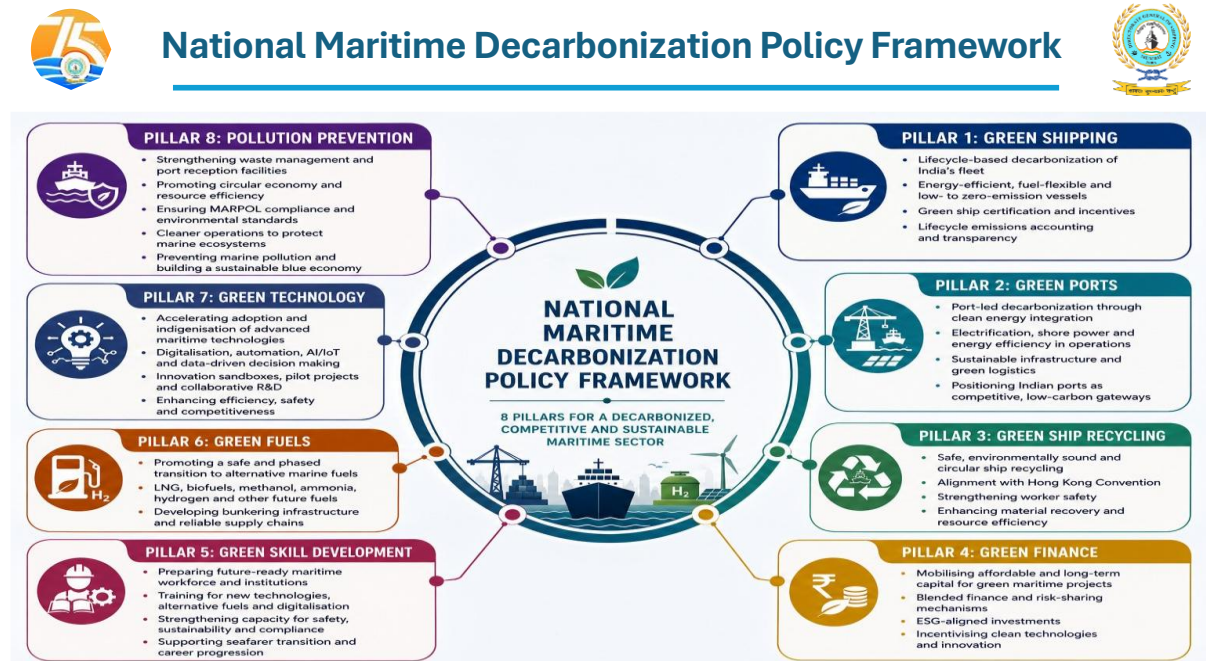 75
National Maritime Decarbonization Policy Framework
PILLAR 8: POLLUTION PREVENTION
• Strengthening waste management and
port reception facilities
• Promoting circular economy and
resource efficiency
• Ensuring MARPOL compliance and
environmental standards
• Cleaner operations to protect
marine ecosystems
• Preventing marine pollution and
building a sustainable blue economy
PILLAR 7: GREEN TECHNOLOGY
• Accelerating adoption and
indigenisation of advanced
maritime technologies
• Digitalisation, automation, AI/IoT
and data-driven decision making
• Innovation sandboxes, pilot projects
and collaborative R&D
• Enhancing efficiency, safety
and competitiveness
PILLAR 6: GREEN FUELS
H₂
• Promoting a safe and phased
transition to alternative marine fuels
• LNG, biofuels, methanol, ammonia,
hydrogen and other future fuels
• Developing bunkering infrastructure
and reliable supply chains
PILLAR 5: GREEN SKILL DEVELOPMENT
• Preparing future-ready maritime
workforce and institutions
• Training for new technologies,
alternative fuels and digitalisation
• Strengthening capacity for safety,
sustainability and compliance
• Supporting seafarer transition and
career progression
NATIONAL
MARITIME
DECARBONIZATION
POLICY FRAMEWORK
8 PILLARS FOR A DECARBONIZED,
COMPETITIVE AND SUSTAINABLE
MARITIME SECTOR
H₂
PILLAR 1: GREEN SHIPPING
• Lifecycle-based decarbonization of
India's fleet
• Energy-efficient, fuel-flexible and
low- to zero-emission vessels
• Green ship certification and incentives
• Lifecycle emissions accounting
and transparency
PILLAR 2: GREEN PORTS
• Port-led decarbonization through
clean energy integration
• Electrification, shore power and
energy efficiency in operations
• Sustainable infrastructure and
green logistics
• Positioning Indian ports as
competitive, low-carbon gateways
PILLAR 3: GREEN SHIP RECYCLING
• Safe, environmentally sound and
circular ship recycling
• Alignment with Hong Kong Convention
• Strengthening worker safety
• Enhancing material recovery and
resource efficiency
PILLAR 4: GREEN FINANCE
₹
• Mobilising affordable and long-term
capital for green maritime projects
• Blended finance and risk-sharing
mechanisms
• ESG-aligned investments
• Incentivising clean technologies
and innovation